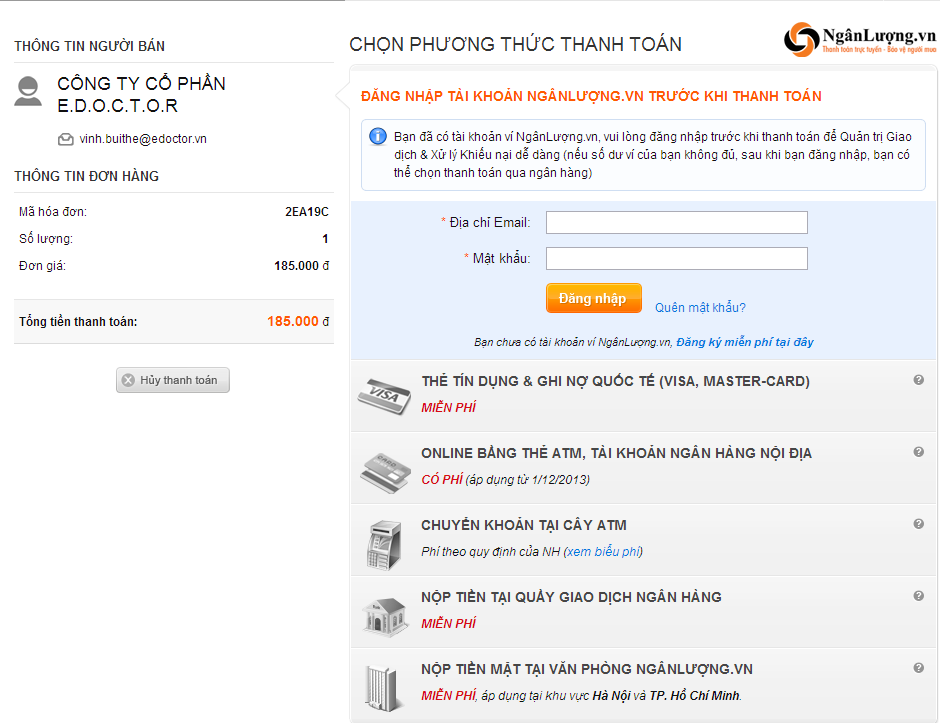 THÔNG TIN NGƯỜI BÁN
CÔNG TY CỔ PHẦN
E.D.O.C.T.O.R
vinh.buithe@edoctor.vn
THÔNG TIN ĐƠN HÀNG
Mã hóa đơn: 2EA19C
Số lượng: 1
Đơn giá: 185.000 đ
Tổng tiền thanh toán: 185.000 đ
Hủy thanh toán
CHỌN PHƯƠNG THỨC THANH TOÁN
NgânLượng.vn
Thanh toán trực tuyến - Bảo vệ người mua
ĐĂNG NHẬP TÀI KHOẢN NGÂNLƯỢNG.VN TRƯỚC KHI THANH TOÁN
Bạn đã có tài khoản ví NgânLượng.vn, vui lòng đăng nhập trước khi thanh toán để Quản trị Giao
dịch & Xử lý Khiếu nại dễ dàng (nếu số dư ví của bạn không đủ, sau khi bạn đăng nhập, bạn có
thể chọn thanh toán qua ngân hàng)
* Địa chỉ Email:
* Mật khẩu:
Đăng nhập Quên mật khẩu?
Bạn chưa có tài khoản ví NgânLượng.vn, Đăng ký miễn phí tại đây
VISA
THẺ TÍN DỤNG & GHI NỢ QUỐC TẾ (VISA, MASTER-CARD)
MIỄN PHÍ
ONLINE BẰNG THẺ ATM, TÀI KHOẢN NGÂN HÀNG NỘI ĐỊA
CÓ PHÍ (áp dụng từ 1/12/2013)
CHUYỂN KHOẢN TẠI CÂY ATM
Phí theo quy định của NH (xem biểu phí)
NỘP TIỀN TẠI QUẦY GIAO DỊCH NGÂN HÀNG
MIỄN PHÍ
NỘP TIỀN MẶT TẠI VĂN PHÒNG NGÂNLƯỢNG.VN
MIỄN PHÍ, áp dụng tại khu vực Hà Nội và TP. Hồ Chí Minh.